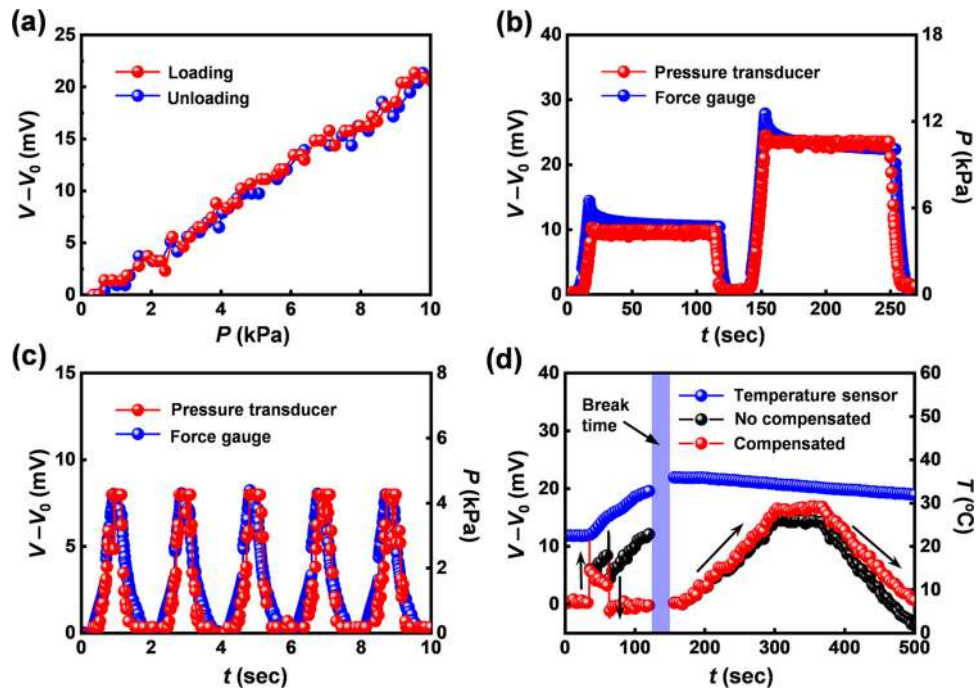 (a)
25
20
15
10
5
0
V – V0 (mV)
Loading
Unloading
0 2 4 6 8 10
P (kPa)
(b)
40
30
20
10
0
V – V0 (mV)
Pressure transducer
Force gauge
18
12
6
0
P (kPa)
0 50 100 150 200 250
t (sec)
(c)
15
10
5
0
V – V0 (mV)
Pressure transducer
Force gauge
8
6
4
2
0
P (kPa)
0 2 4 6 8 10
t (sec)
(d)
40
30
20
10
0
V – V0 (mV)
Break
time
Temperature sensor
No compensated
Compensated
60
50
40
30
20
10
0
T (°C)
0 100 200 300 400 500
t (sec)